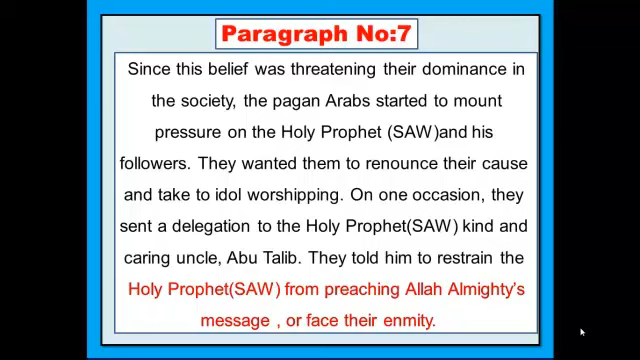 Paragraph No:7
Since this belief was threatening their dominance in
the society, the pagan Arabs started to mount
pressure on the Holy Prophet (SAW)and his
followers. They wanted them to renounce their cause
and take to idol worshipping. On one occasion, they
sent a delegation to the Holy Prophet(SAW) kind and
caring uncle, Abu Talib. They told him to restrain the
Holy Prophet(SAW) from preaching Allah Almighty's
message , or face their enmity.